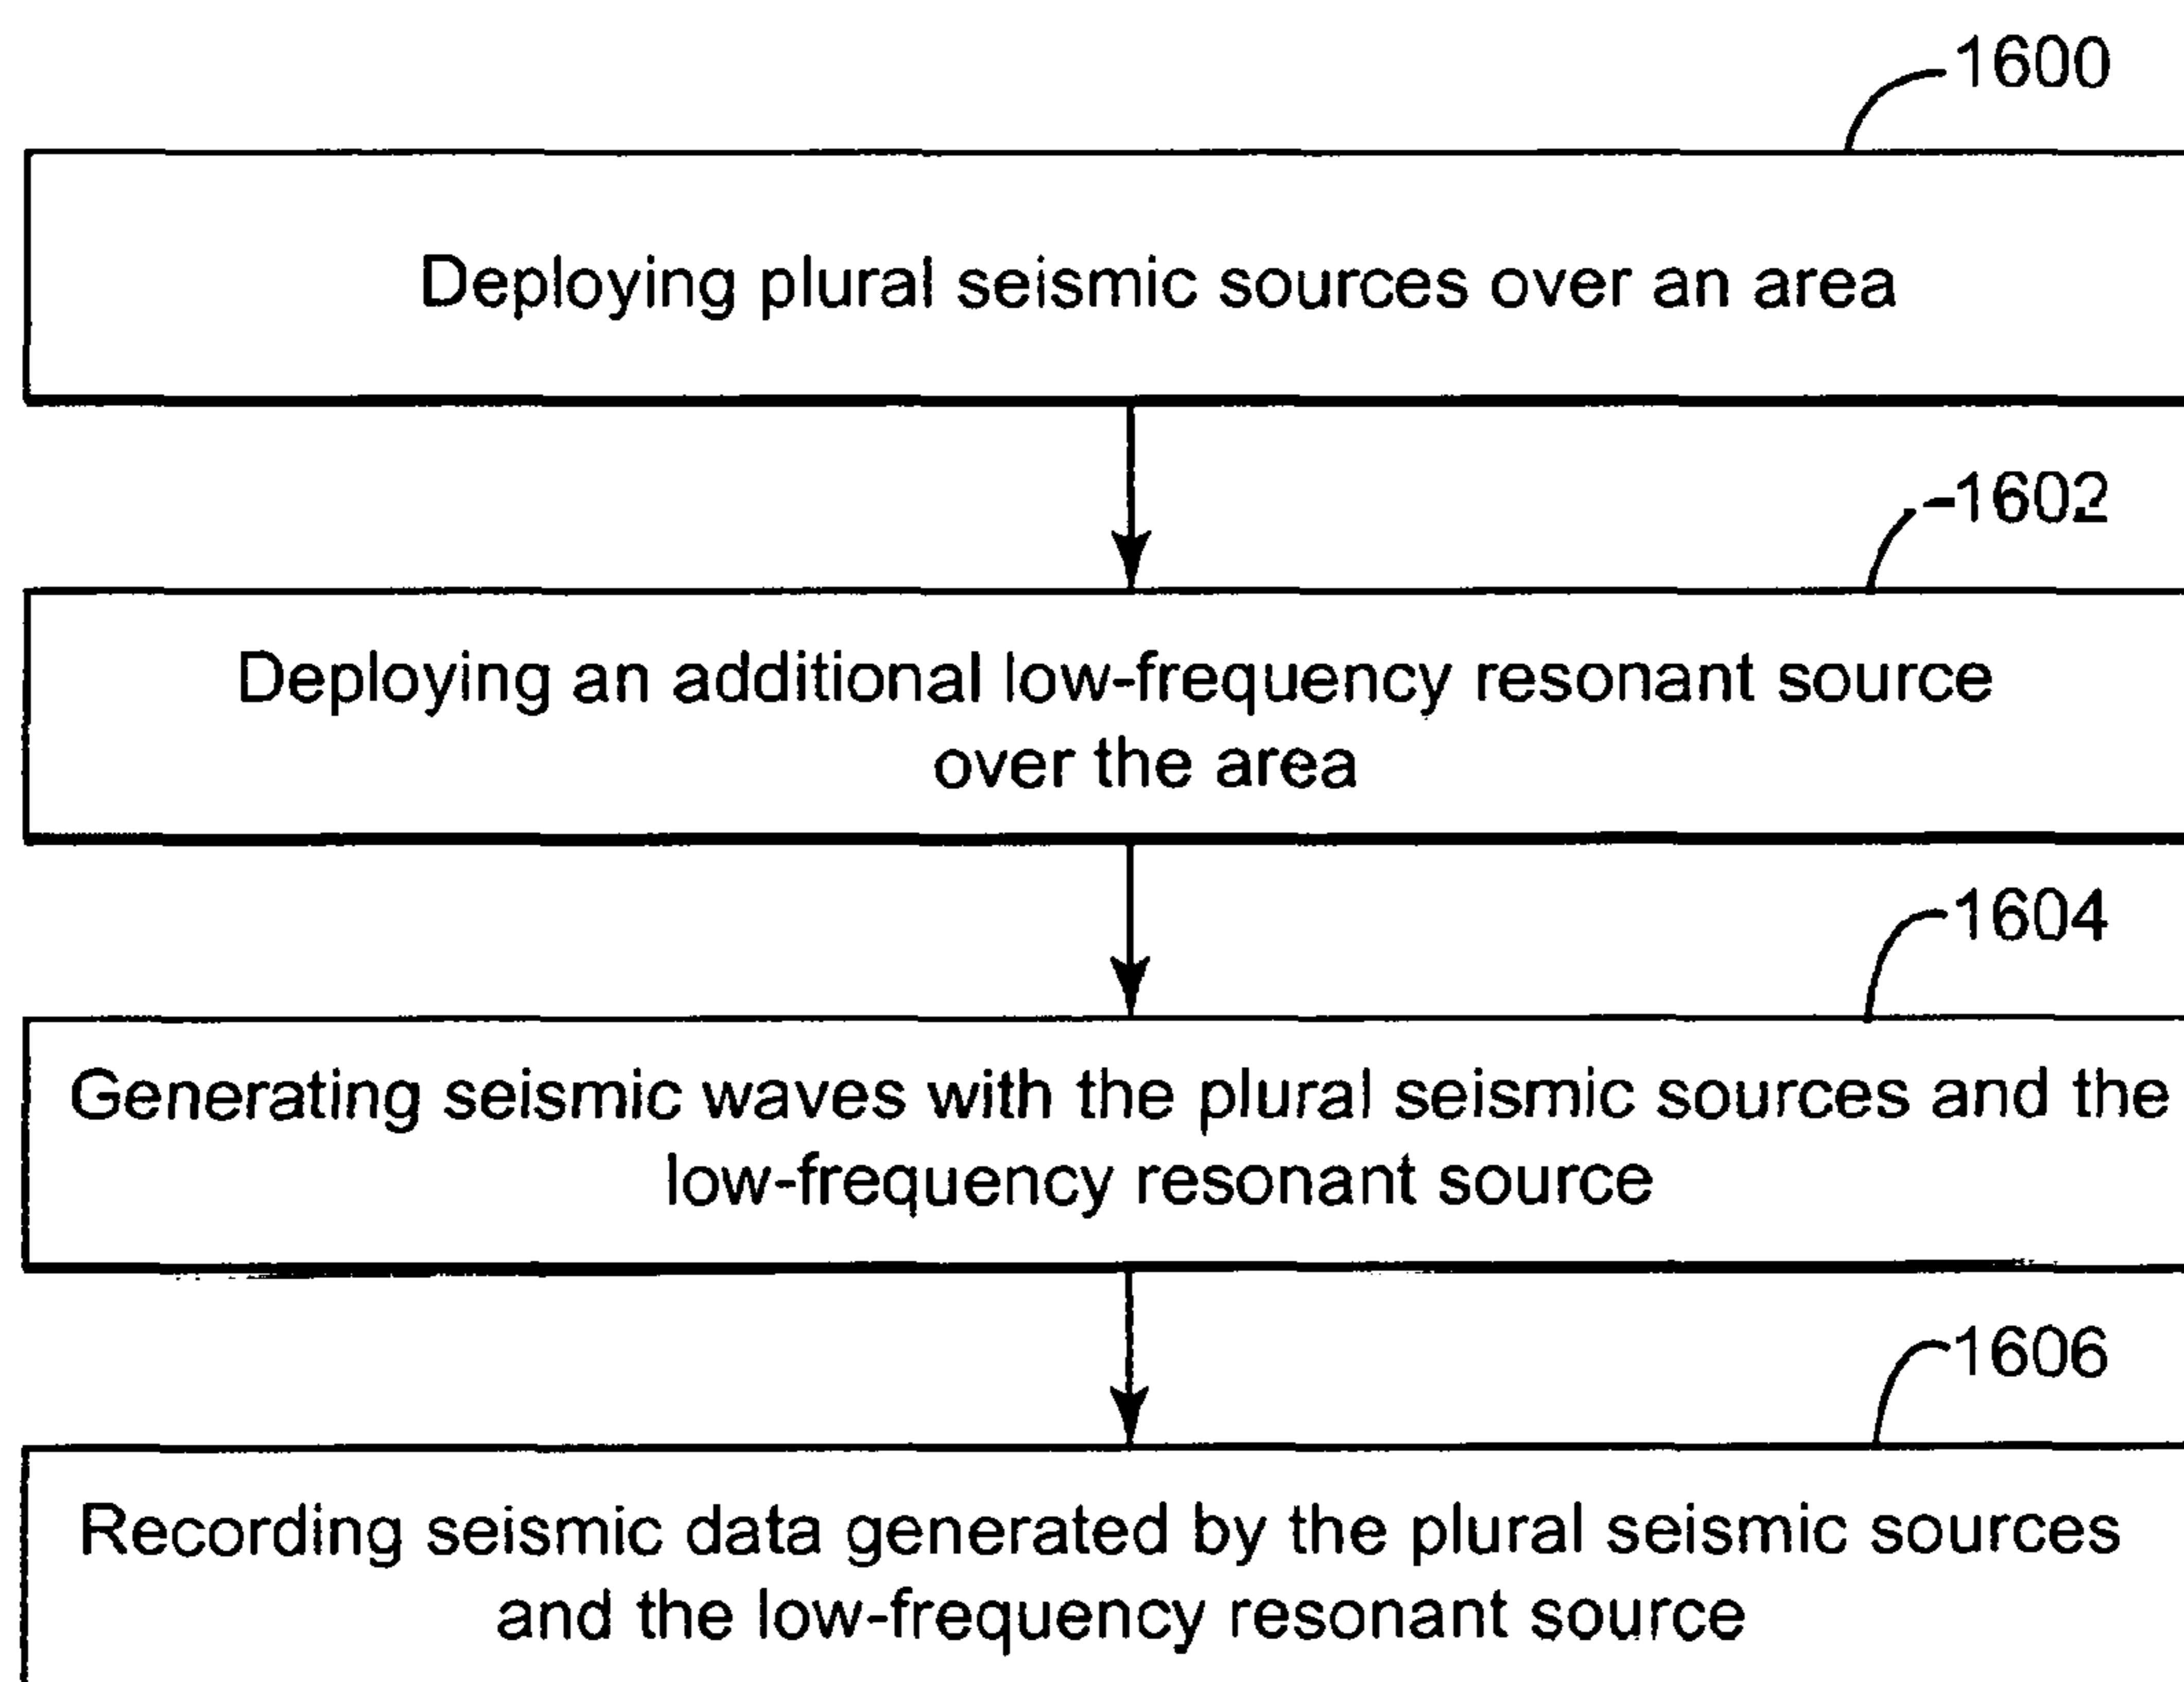 1600
Deploying plural seismic sources over an area
1602
Deploying an additional low-frequency resonant source
over the area
1604
Generating seismic waves with the plural seismic sources and the
low-frequency resonant source
1606
Recording seismic data generated by the plural seismic sources
and the low-frequency resonant source